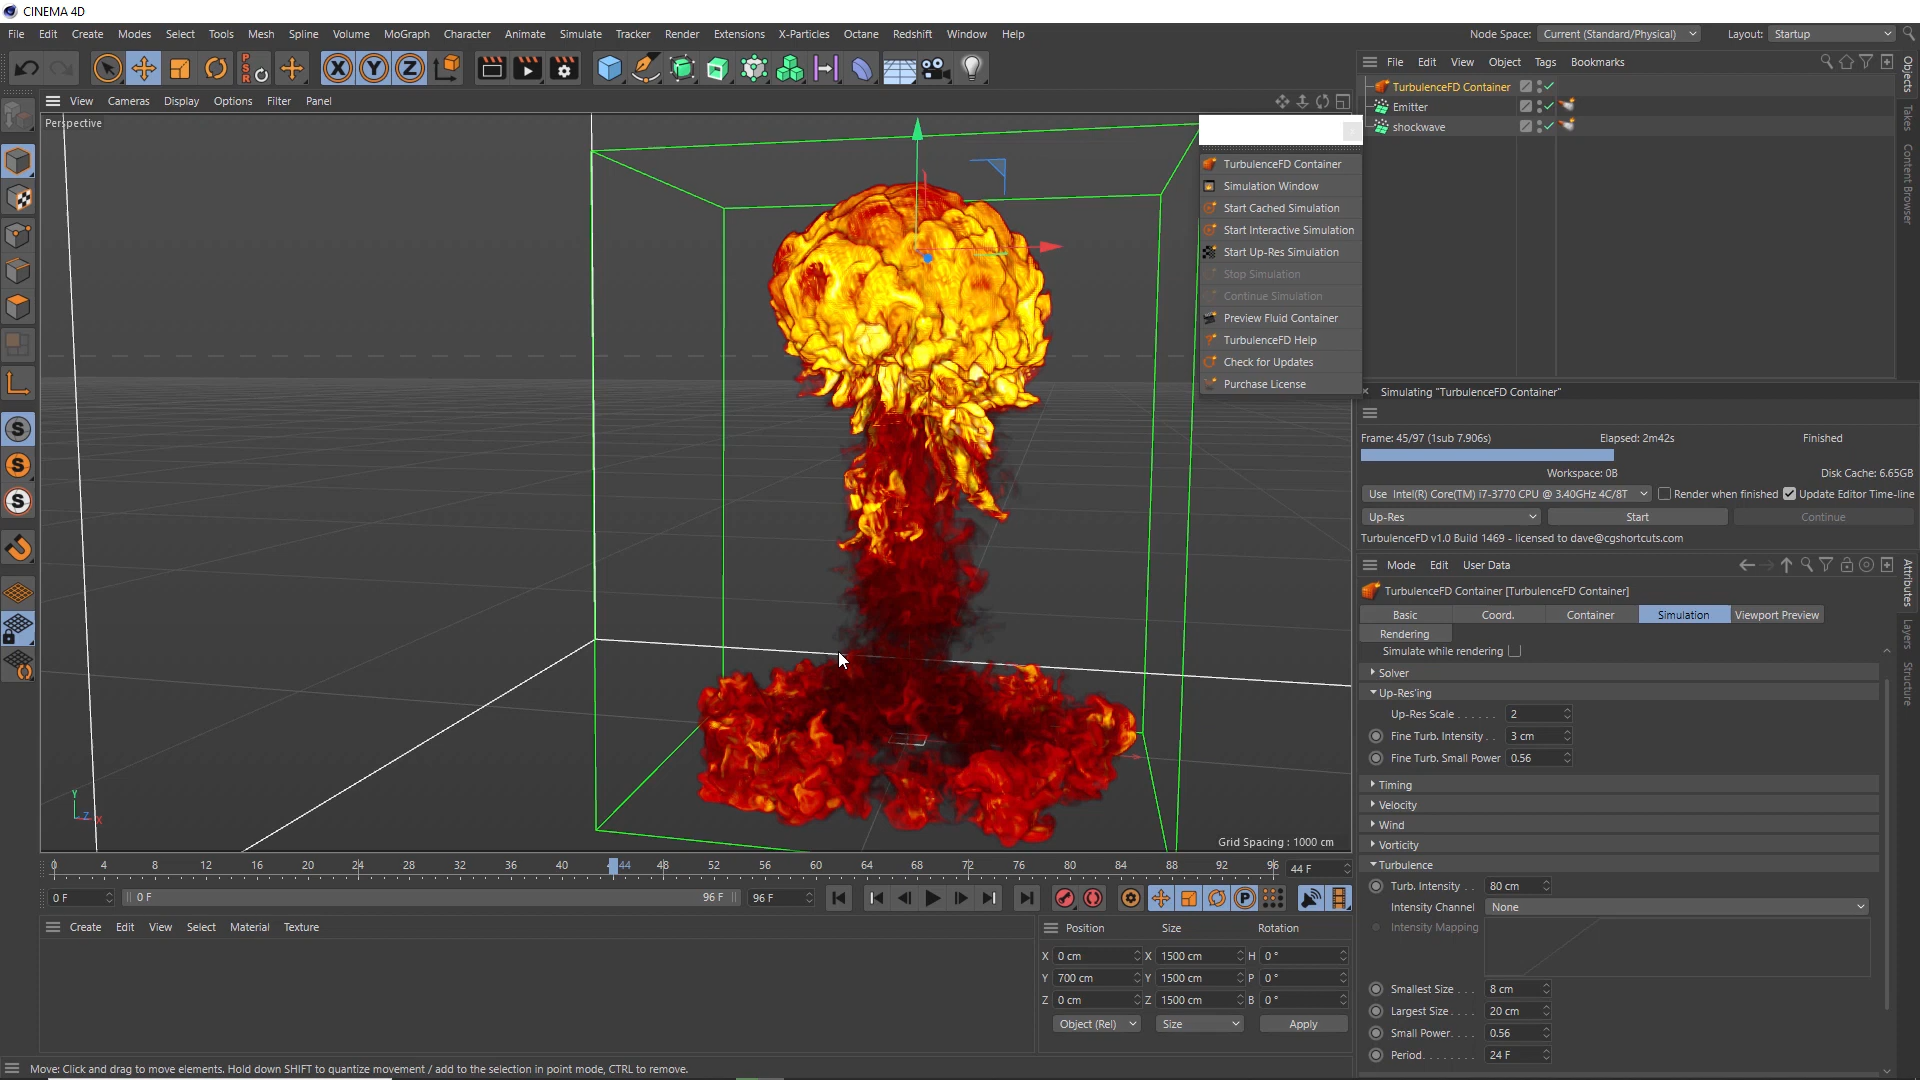 CINEMA 4D
File Edit Create Modes Select Tools Mesh Spline Volume MoGraph Character Animate Simulate Tracker Render Extensions X-Particles Octane Redshift Window Help
Node Space: Current (Standard/Physical) Layout: Startup
PSR X Y Z
File Edit View Object Tags Bookmarks
View Cameras Display Options Filter Panel
Perspective
TurbulenceFD Container
Emitter
shockwave
Objects
Takes
Content Browser
TurbulenceFD Container
Simulation Window
Start Cached Simulation
Start Interactive Simulation
Start Up-Res Simulation
Stop Simulation
Continue Simulation
Preview Fluid Container
TurbulenceFD Help
Check for Updates
Purchase License
Simulating "TurbulenceFD Container"
Frame: 45/97 (1sub 7.906s) Elapsed: 2m42s Finished
Workspace: 0B Disk Cache: 6.65GB
Use Intel(R) Core(TM) i7-3770 CPU @ 3.40GHz 4C/8T Render when finished Update Editor Time-line
Up-Res Start Continue
TurbulenceFD v1.0 Build 1469 - licensed to dave@cgshortcuts.com
Mode Edit User Data
Attributes
Layers
Structure
TurbulenceFD Container [TurbulenceFD Container]
Basic Coord. Container Simulation Viewport Preview
Rendering
Simulate while rendering
Solver
Up-Res'ing
Up-Res Scale . . . . . . 2
Fine Turb. Intensity . . 3 cm
Fine Turb. Small Power 0.56
Timing
Velocity
Wind
Vorticity
Turbulence
Turb. Intensity . . 80 cm
Intensity Channel None
Intensity Mapping
Smallest Size . . . 8 cm
Largest Size . . . . 20 cm
Small Power. . . . 0.56
Period. . . . . . . . 24 F
S
S
S
Y
Z X
Grid Spacing : 1000 cm
0 4 8 12 16 20 24 28 32 36 40 44 48 52 56 60 64 68 72 76 80 84 88 92 96 44 F
0 F 0 F 96 F 96 F P
Create Edit View Select Material Texture
Position Size Rotation
X 0 cm X 1500 cm H 0 °
Y 700 cm Y 1500 cm P 0 °
Z 0 cm Z 1500 cm B 0 °
Object (Rel) Size Apply
Move: Click and drag to move elements. Hold down SHIFT to quantize movement / add to the selection in point mode, CTRL to remove.